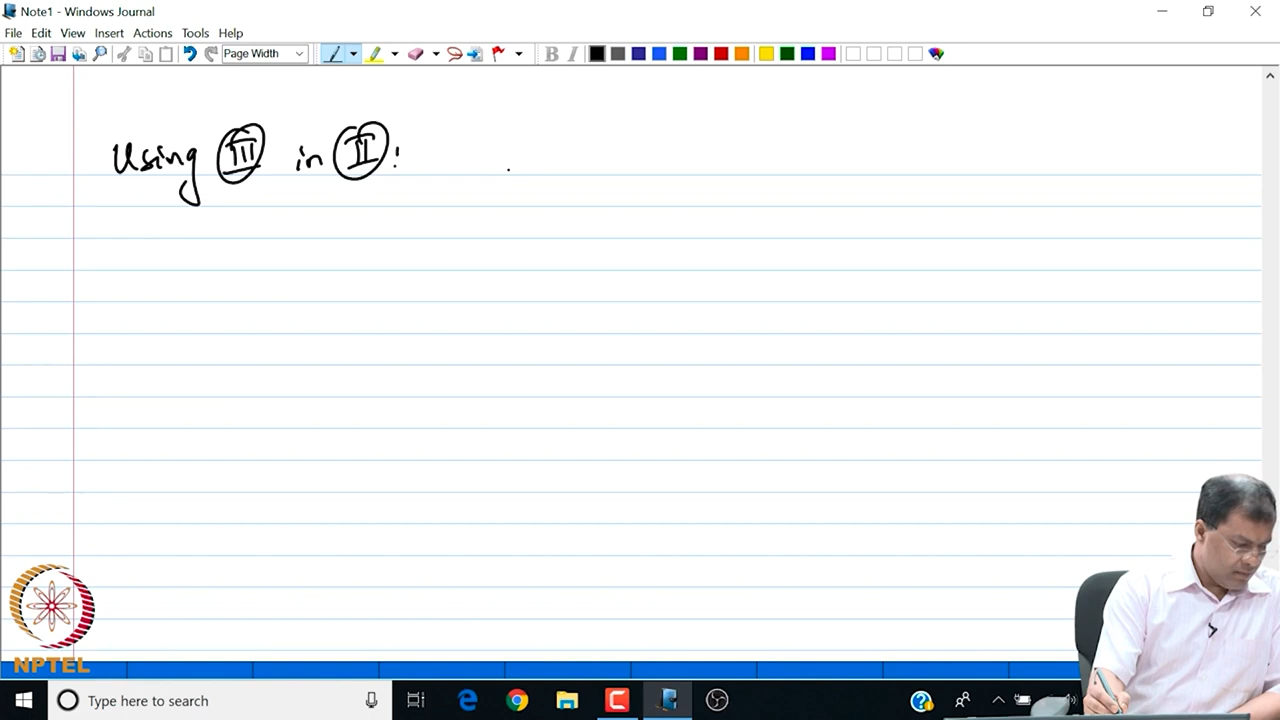 Note1 - Windows Journal
File Edit View Insert Actions Tools Help
Page Width
B I
Using III in II :
NPTEL
Type here to search